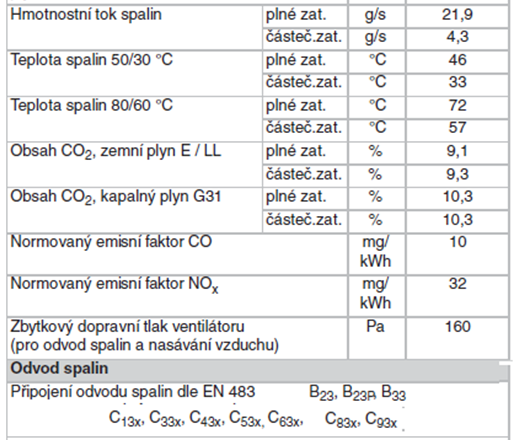 Hmotnostní tok spalin plné zat. g/s 21,9
částeč.zat. g/s 4,3
Teplota spalin 50/30 °C plné zat. °C 46
částeč.zat. °C 33
Teplota spalin 80/60 °C plné zat. °C 72
částeč.zat. °C 57
Obsah CO₂, zemní plyn E / LL plné zat. % 9,1
částeč.zat. % 9,3
Obsah CO₂, kapalný plyn G31 plné zat. % 10,3
částeč.zat. % 10,3
Normovaný emisní faktor CO mg/ 10
kWh
Normovaný emisní faktor NOₓ mg/ 32
kWh
Zbytkový dopravní tlak ventilátoru Pa 160
(pro odvod spalin a nasávání vzduchu)
Odvod spalin
Připojení odvodu spalin dle EN 483 B23, B23P, B33
C13x, C33x, C43x, C53x, C63x, C83x, C93x